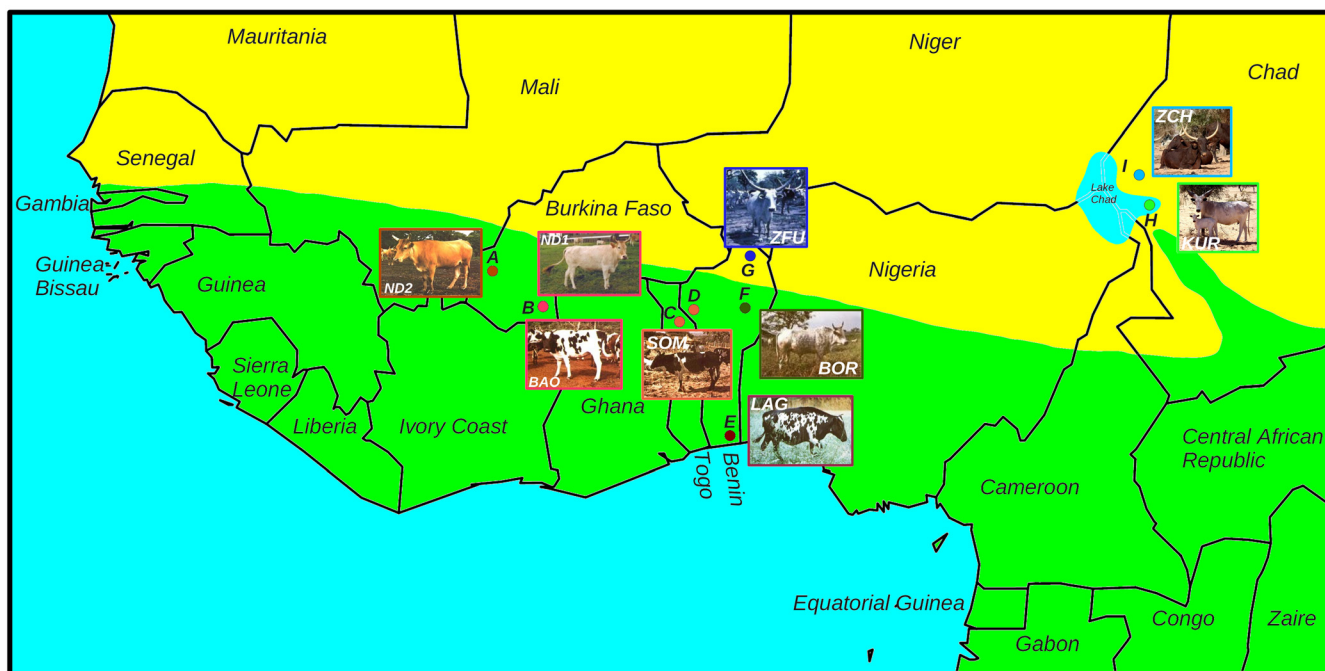 Mauritania
Mali
Niger
Chad
ZCH
Senegal
I
Lake
Chad
Gambia
Burkina Faso
H
KUR
ND1
ZFU
Guinea
Bissau
A
G
Nigeria
Guinea
ND2
B
D
F
C
SOM
BOR
Sierra
Leone
BAO
Ghana
LAG
Liberia
Ivory Coast
E
Togo
Benin
Central African
Republic
Cameroon
Equatorial Guinea
Congo
Zaire
Gabon